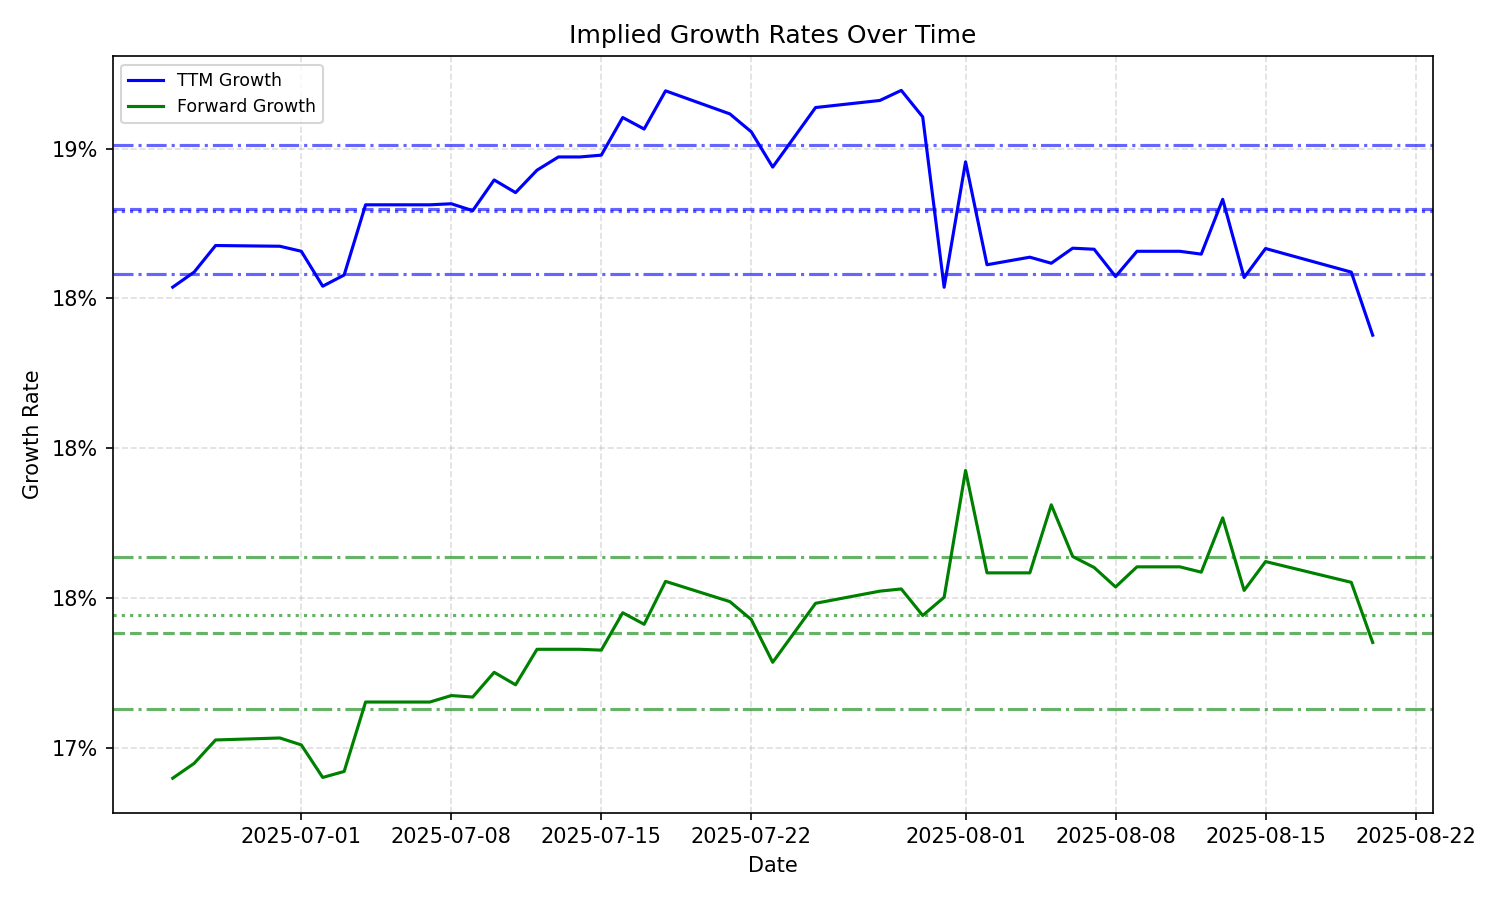 Implied Growth Rates Over Time
TTM Growth
Forward Growth
19%
18%
18%
18%
17%
Growth Rate
2025-07-01
2025-07-08
2025-07-15
2025-07-22
2025-08-01
2025-08-08
2025-08-15
2025-08-22
Date